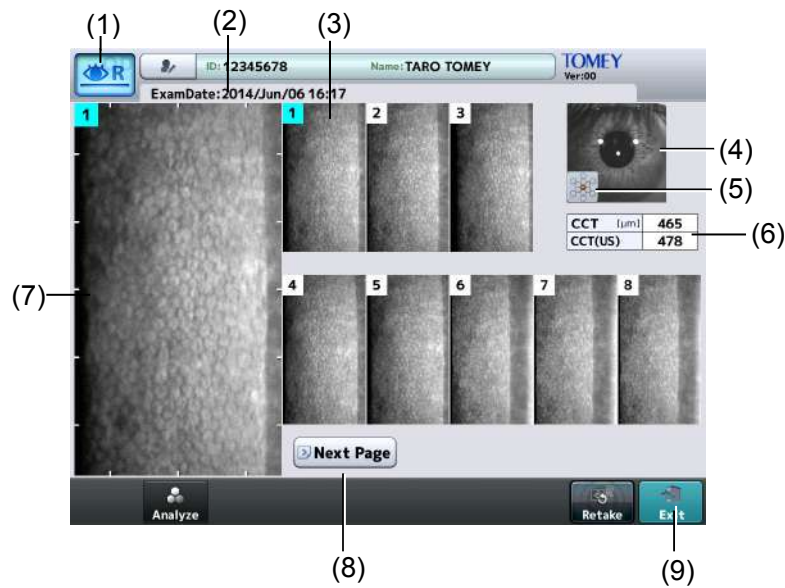 (1)
(2)
(3)
R
ID: 12345678 Name: TARO TOMEY
TOMEY
Ver:00
ExamDate:2014/Jun/06 16:17
1
1 2 3
(4)
(5)
CCT [μm] 465
CCT(US) 478
(6)
(7)
4 5 6 7 8
Next Page
Analyze
Retake
Exit
(8)
(9)